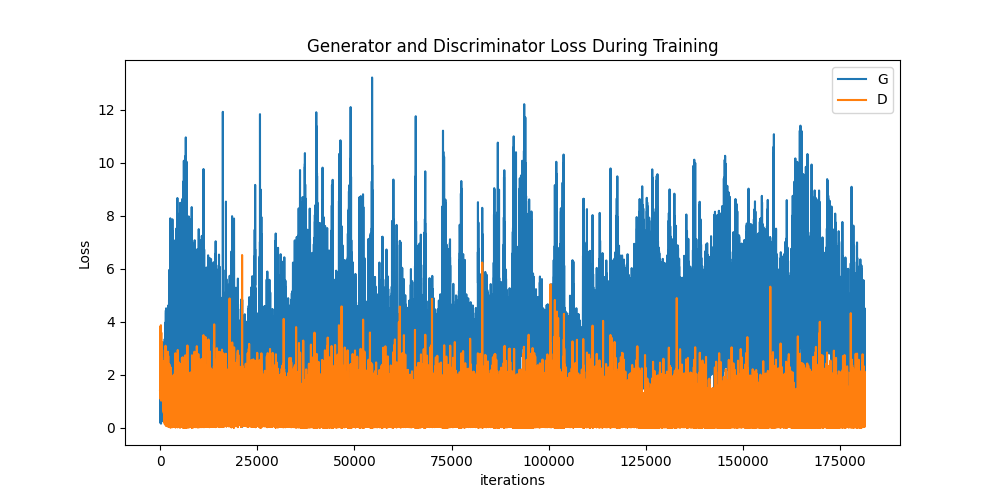 Generator and Discriminator Loss During Training
G
D
Loss
12
10
8
6
4
2
0
0 25000 50000 75000 100000 125000 150000 175000
iterations